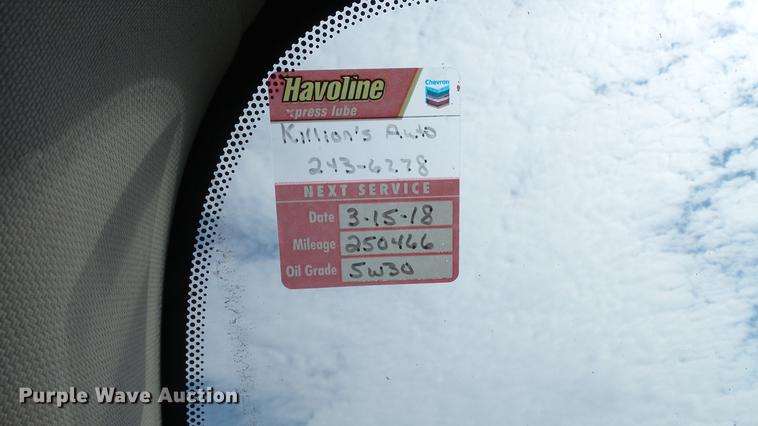 Havoline
xpress lube
Chevron
Killion's Auto
243-6278
NEXT SERVICE
Date 3-15-18
Mileage 250466
Oil Grade 5W30
Purple Wave Auction